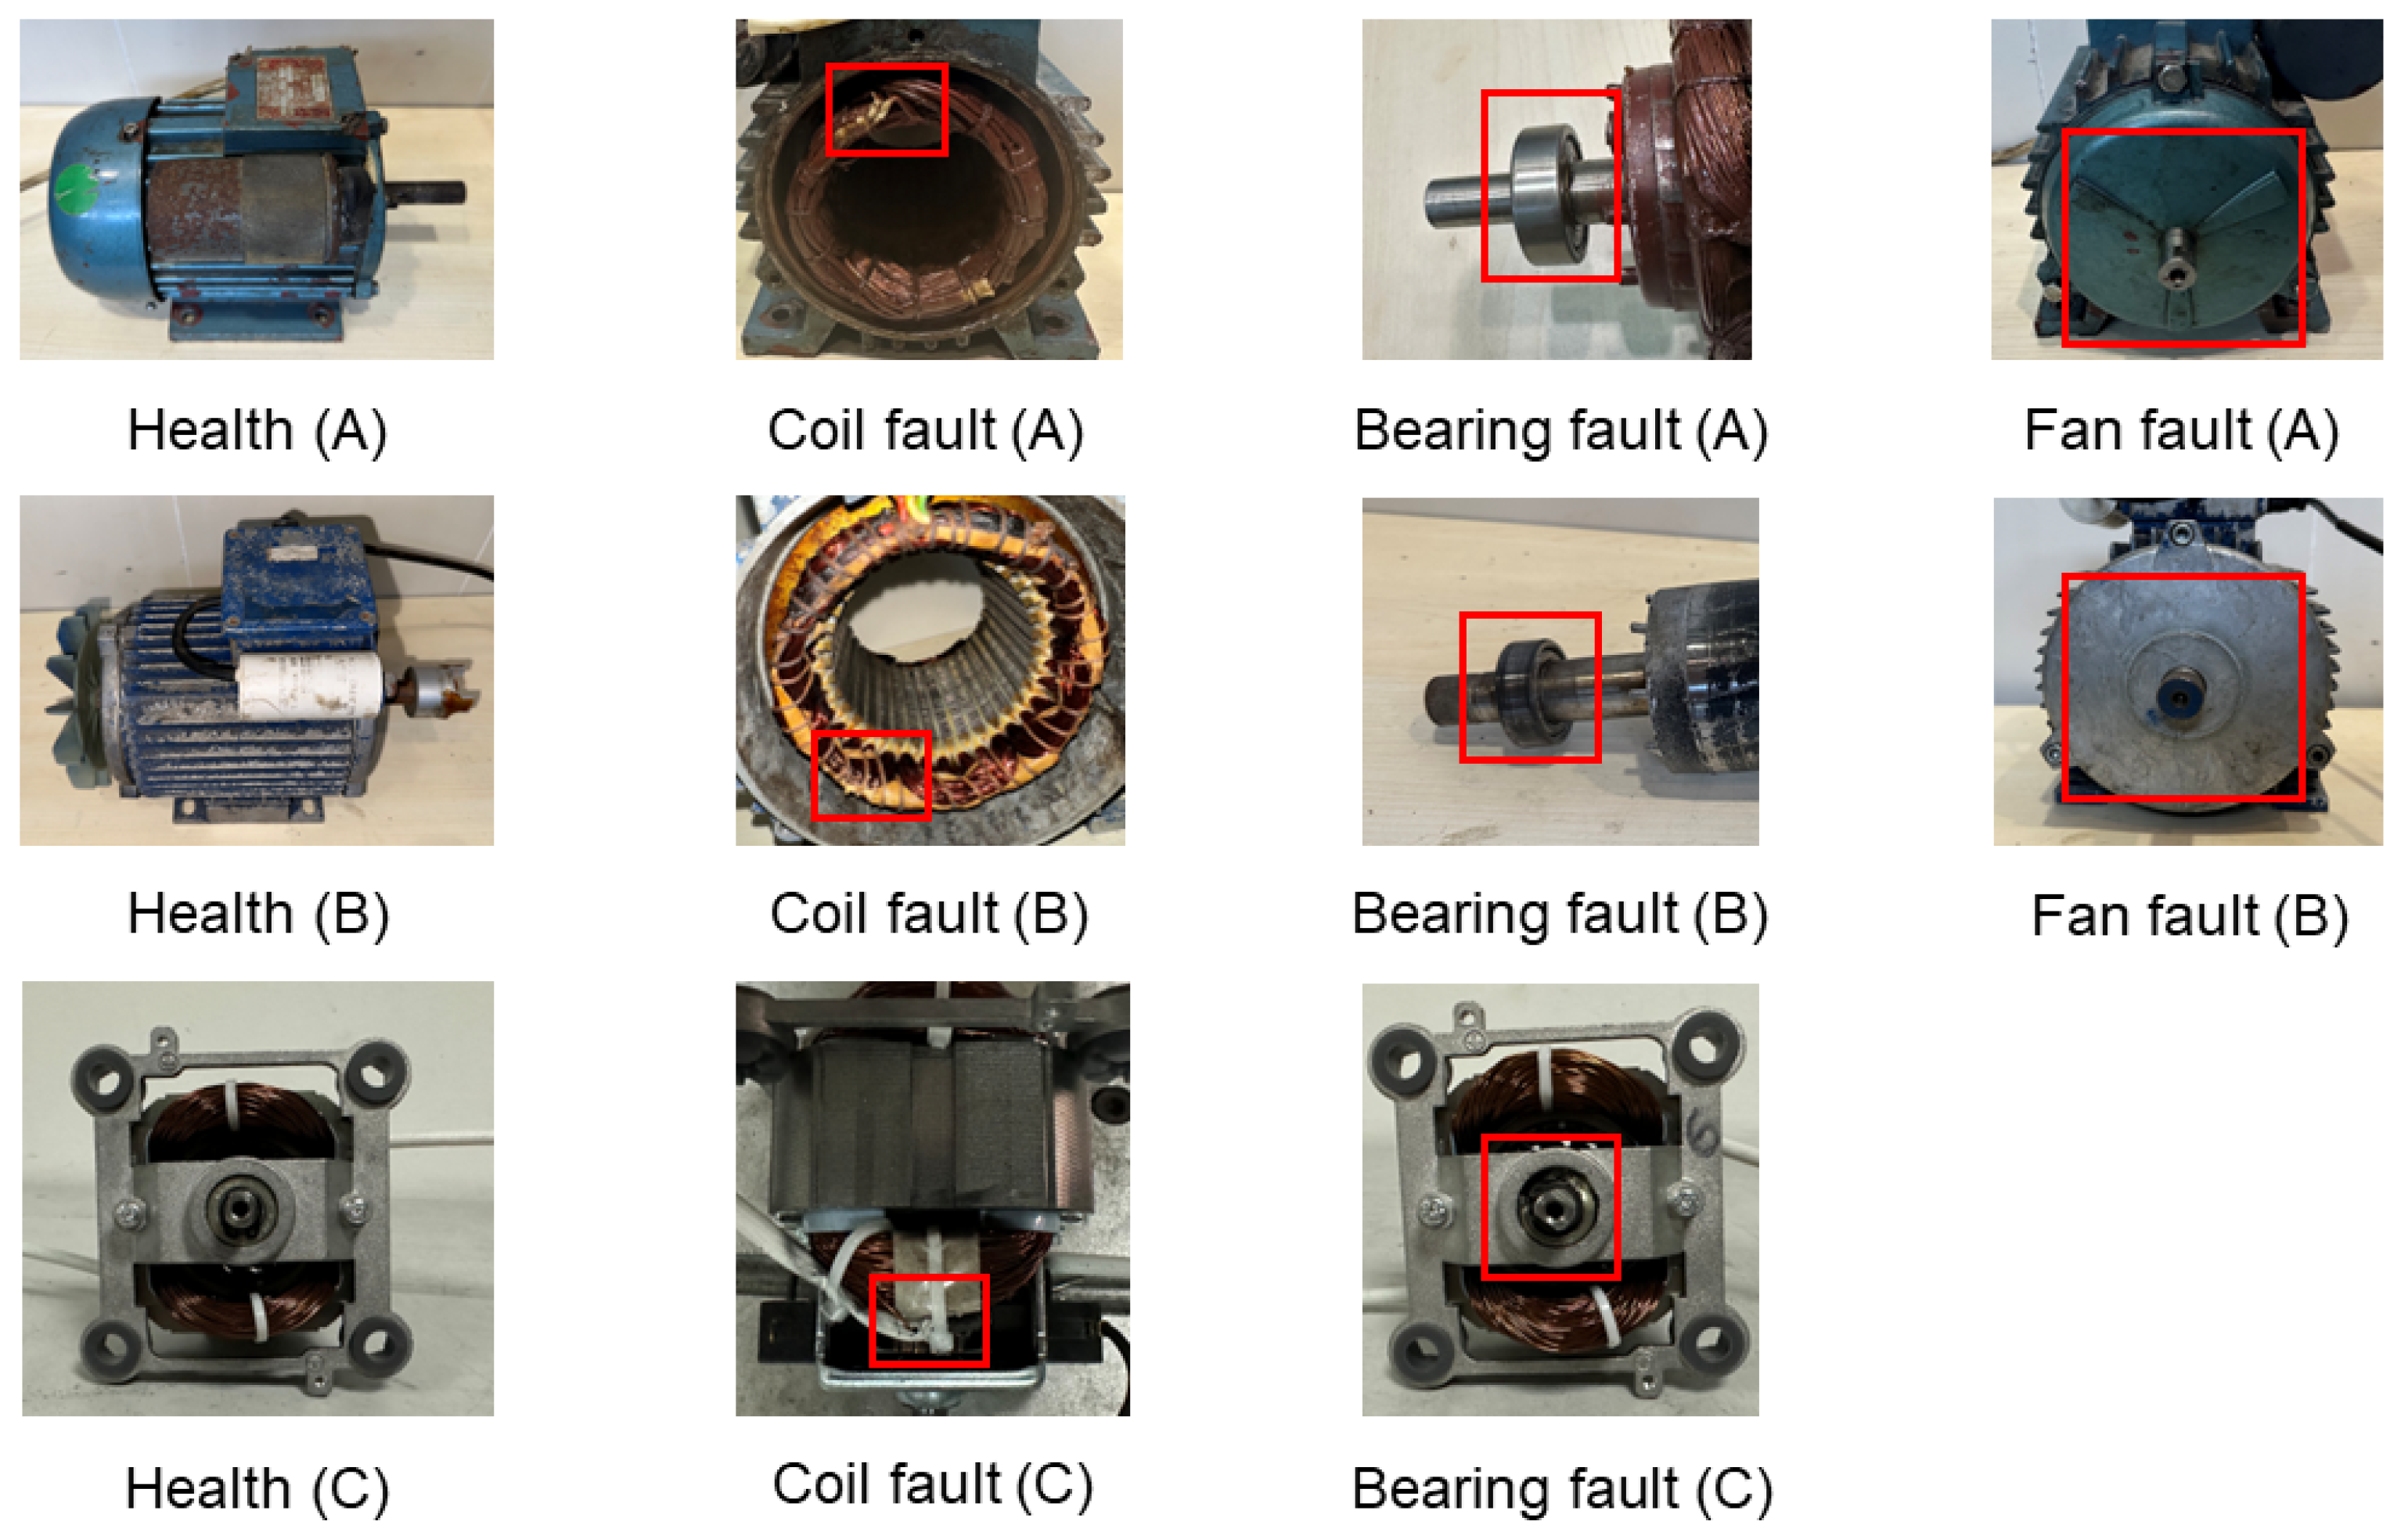 Health (A)
Coil fault (A)
Bearing fault (A)
Fan fault (A)
Health (B)
Coil fault (B)
Bearing fault (B)
Fan fault (B)
6
Health (C)
Coil fault (C)
Bearing fault (C)